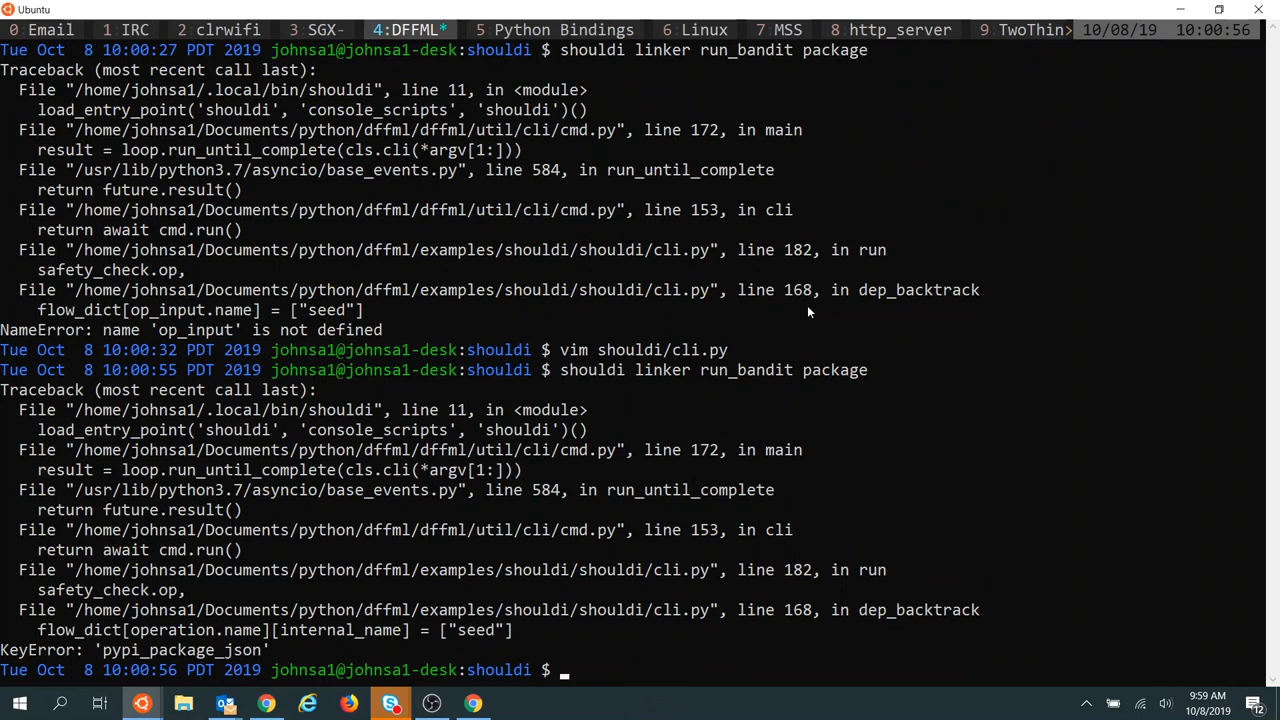 Ubuntu
0 Email 1 IRC 2 clrwifi 3 SGX- 4:DFFML* 5 Python Bindings 6 Linux 7 MSS 8 http_server 9 TwoThin> 10/08/19 10:00:56
Tue Oct  8 10:00:27 PDT 2019 johnsa1@johnsa1-desk:shouldi $ shouldi linker run_bandit package
Traceback (most recent call last):
  File "/home/johnsa1/.local/bin/shouldi", line 11, in <module>
    load_entry_point('shouldi', 'console_scripts', 'shouldi')()
  File "/home/johnsa1/Documents/python/dffml/dffml/util/cli/cmd.py", line 172, in main
    result = loop.run_until_complete(cls.cli(*argv[1:]))
  File "/usr/lib/python3.7/asyncio/base_events.py", line 584, in run_until_complete
    return future.result()
  File "/home/johnsa1/Documents/python/dffml/dffml/util/cli/cmd.py", line 153, in cli
    return await cmd.run()
  File "/home/johnsa1/Documents/python/dffml/examples/shouldi/shouldi/cli.py", line 182, in run
    safety_check.op,
  File "/home/johnsa1/Documents/python/dffml/examples/shouldi/shouldi/cli.py", line 168, in dep_backtrack
    flow_dict[op_input.name] = ["seed"]
NameError: name 'op_input' is not defined
Tue Oct  8 10:00:32 PDT 2019 johnsa1@johnsa1-desk:shouldi $ vim shouldi/cli.py
Tue Oct  8 10:00:55 PDT 2019 johnsa1@johnsa1-desk:shouldi $ shouldi linker run_bandit package
Traceback (most recent call last):
  File "/home/johnsa1/.local/bin/shouldi", line 11, in <module>
    load_entry_point('shouldi', 'console_scripts', 'shouldi')()
  File "/home/johnsa1/Documents/python/dffml/dffml/util/cli/cmd.py", line 172, in main
    result = loop.run_until_complete(cls.cli(*argv[1:]))
  File "/usr/lib/python3.7/asyncio/base_events.py", line 584, in run_until_complete
    return future.result()
  File "/home/johnsa1/Documents/python/dffml/dffml/util/cli/cmd.py", line 153, in cli
    return await cmd.run()
  File "/home/johnsa1/Documents/python/dffml/examples/shouldi/shouldi/cli.py", line 182, in run
    safety_check.op,
  File "/home/johnsa1/Documents/python/dffml/examples/shouldi/shouldi/cli.py", line 168, in dep_backtrack
    flow_dict[operation.name][internal_name] = ["seed"]
KeyError: 'pypi_package_json'
Tue Oct  8 10:00:56 PDT 2019 johnsa1@johnsa1-desk:shouldi $
9:59 AM
10/8/2019
12